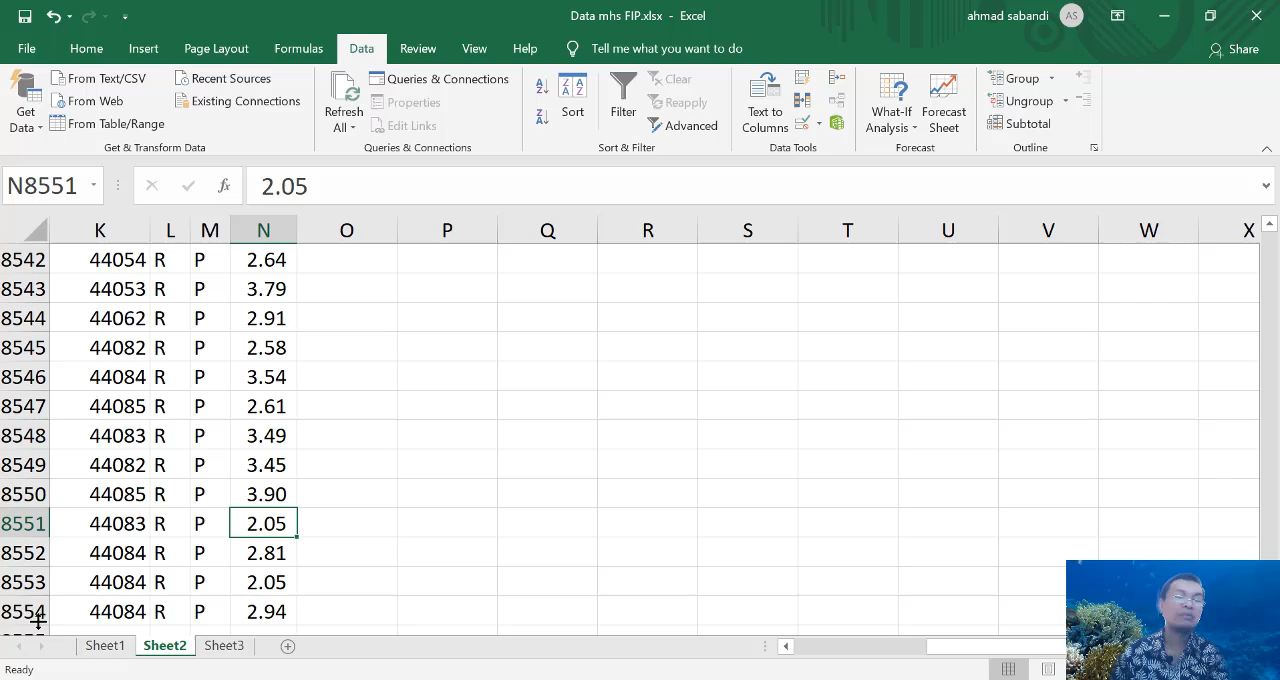 Data mhs FIP.xlsx - Excel
ahmad sabandi AS
File Home Insert Page Layout Formulas Data Review View Help Tell me what you want to do Share
Get Data
From Text/CSV
From Web
From Table/Range
Recent Sources
Existing Connections
Get & Transform Data
Refresh All
Queries & Connections
Properties
Edit Links
Queries & Connections
Sort
Filter
Clear
Reapply
Advanced
Sort & Filter
Text to Columns
Data Tools
What-If Analysis
Forecast Sheet
Forecast
Group
Ungroup
Subtotal
Outline
N8551 fx 2.05
K L M N O P Q R S T U V W X
8542 44054 R P 2.64
8543 44053 R P 3.79
8544 44062 R P 2.91
8545 44082 R P 2.58
8546 44084 R P 3.54
8547 44085 R P 2.61
8548 44083 R P 3.49
8549 44082 R P 3.45
8550 44085 R P 3.90
8551 44083 R P 2.05
8552 44084 R P 2.81
8553 44084 R P 2.05
8554 44084 R P 2.94
Sheet1 Sheet2 Sheet3
Ready